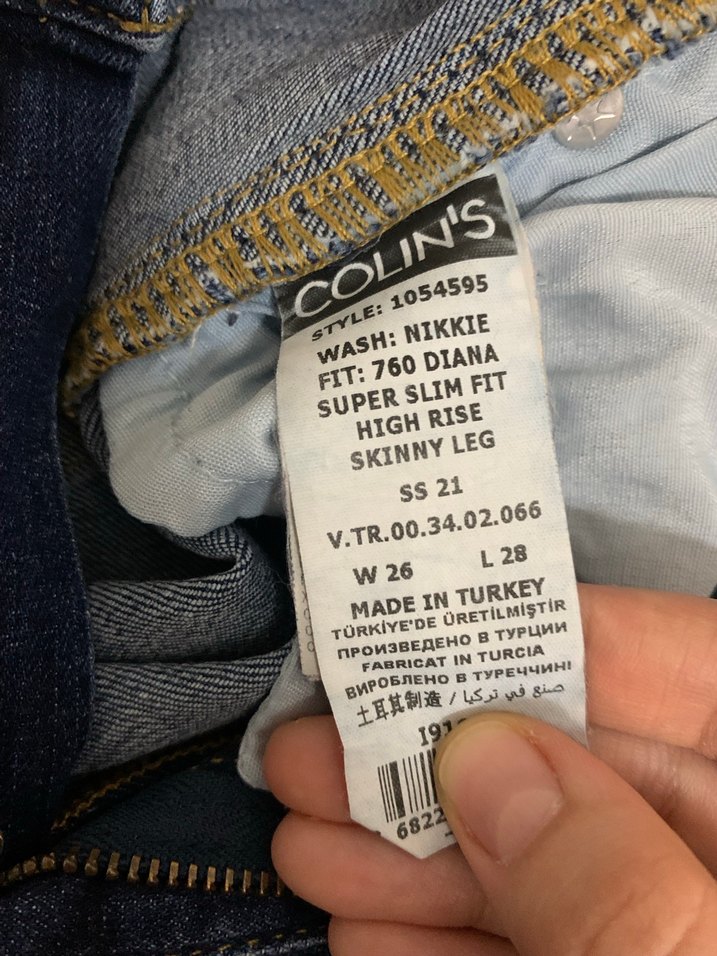 COLIN'S
STYLE: 1054595
WASH: NIKKIE
FIT: 760 DIANA
SUPER SLIM FIT
HIGH RISE
SKINNY LEG
SS 21
V.TR.00.34.02.066
W 26 L 28
MADE IN TURKEY
TÜRKİYE'DE ÜRETİLMİŞTİR
ПРОИЗВЕДЕНО В ТУРЦИИ
FABRICAT IN TURCIA
ВИРОБЛЕНО В ТУРЕЧЧИНІ
土耳其制造 / صنع في تركيا